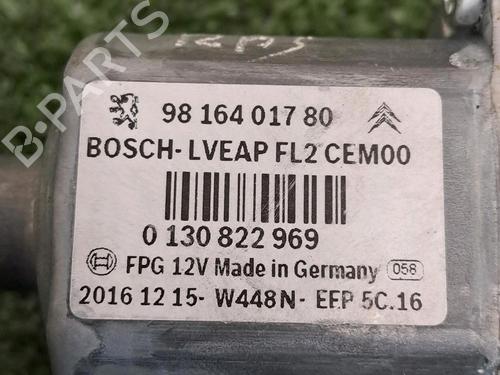 98 164 017 80
BOSCH- LVEAP FL2 CEM00
0 130 822 969
FPG 12V Made in Germany 058
2016 12 15- W448N- EFP 5C.16
B-PARTS